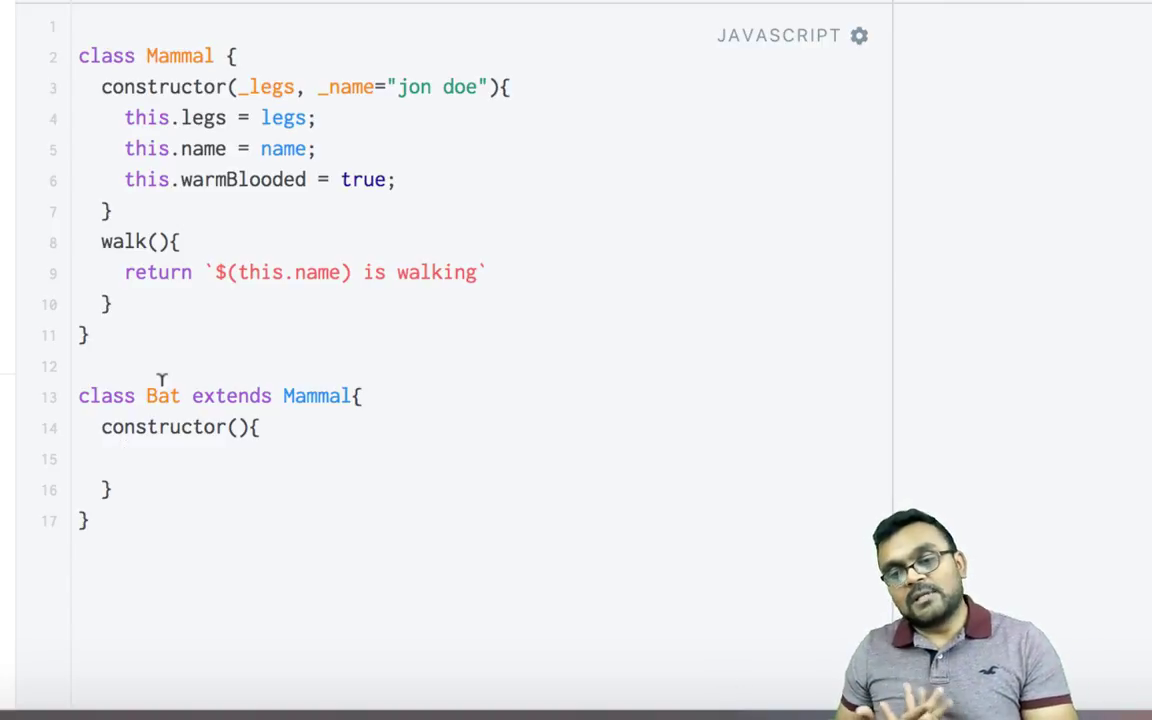 JAVASCRIPT
1
2 class Mammal {
3 constructor(_legs, _name="jon doe"){
4 this.legs = legs;
5 this.name = name;
6 this.warmBlooded = true;
7 }
8 walk(){
9 return `$(this.name) is walking`
10 }
11 }
12
13 class Bat extends Mammal{
14 constructor(){
15
16 }
17 }